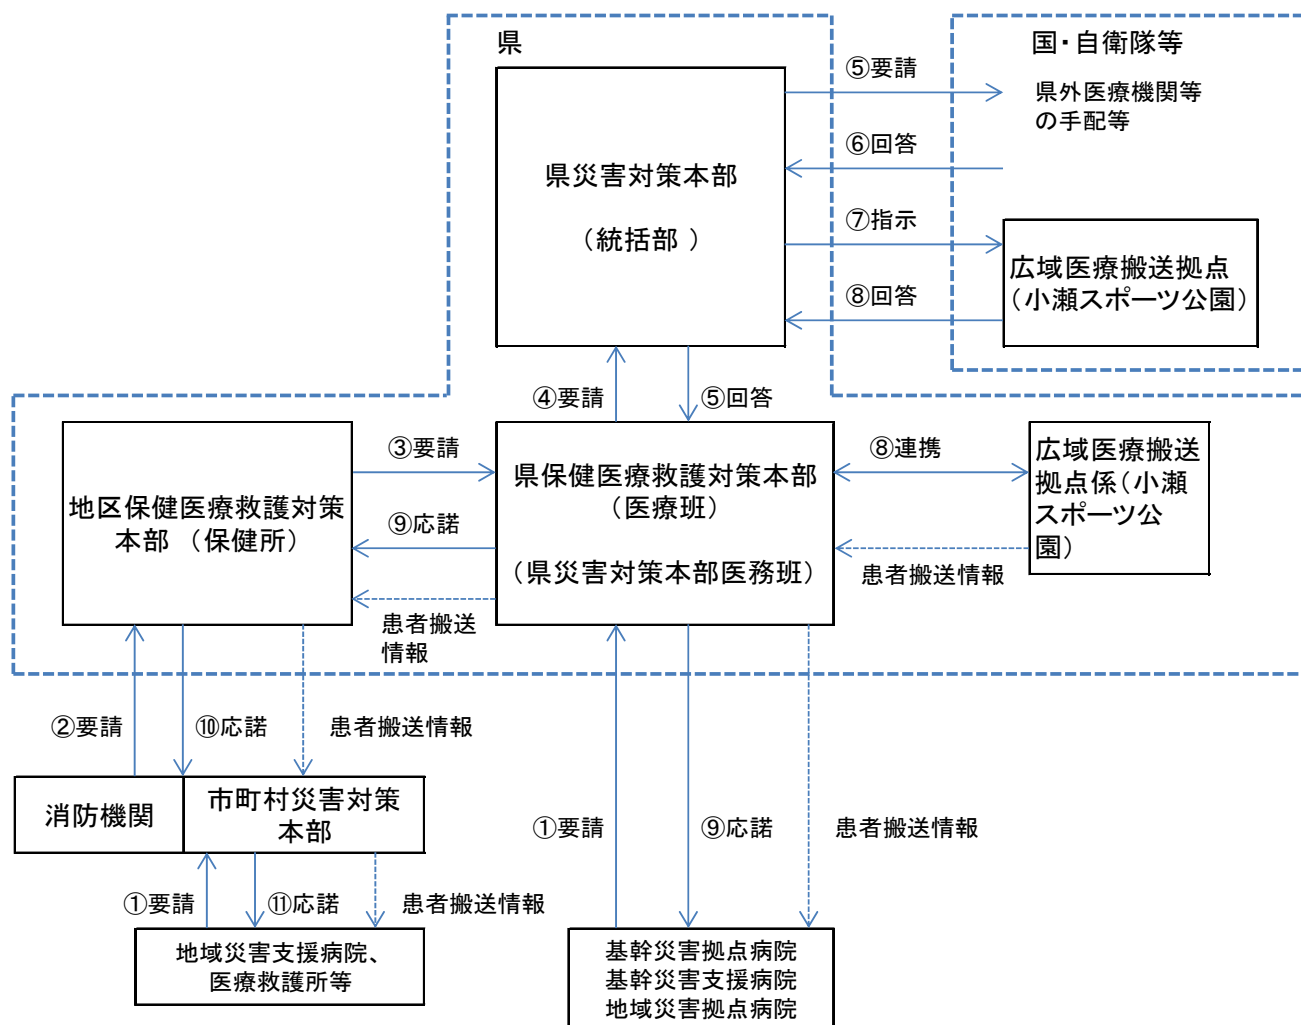 県
国・自衛隊等
⑤要請
県外医療機関等
の手配等
⑥回答
県災害対策本部
（統括部 ）
⑦指示
広域医療搬送拠点
（小瀬スポーツ公園）
⑧回答
④要請
⑤回答
③要請
⑧連携
地区保健医療救護対策
本部 （保健所）
県保健医療救護対策本部
（医療班）
（県災害対策本部医務班）
広域医療搬送
拠点係（小瀬
スポーツ公
園）
⑨応諾
患者搬送情報
患者搬送
情報
②要請
⑩応諾
患者搬送情報
消防機関
市町村災害対策
本部
①要請
⑨応諾
患者搬送情報
①要請
⑪応諾
患者搬送情報
地域災害支援病院、
医療救護所等
基幹災害拠点病院
基幹災害支援病院
地域災害拠点病院